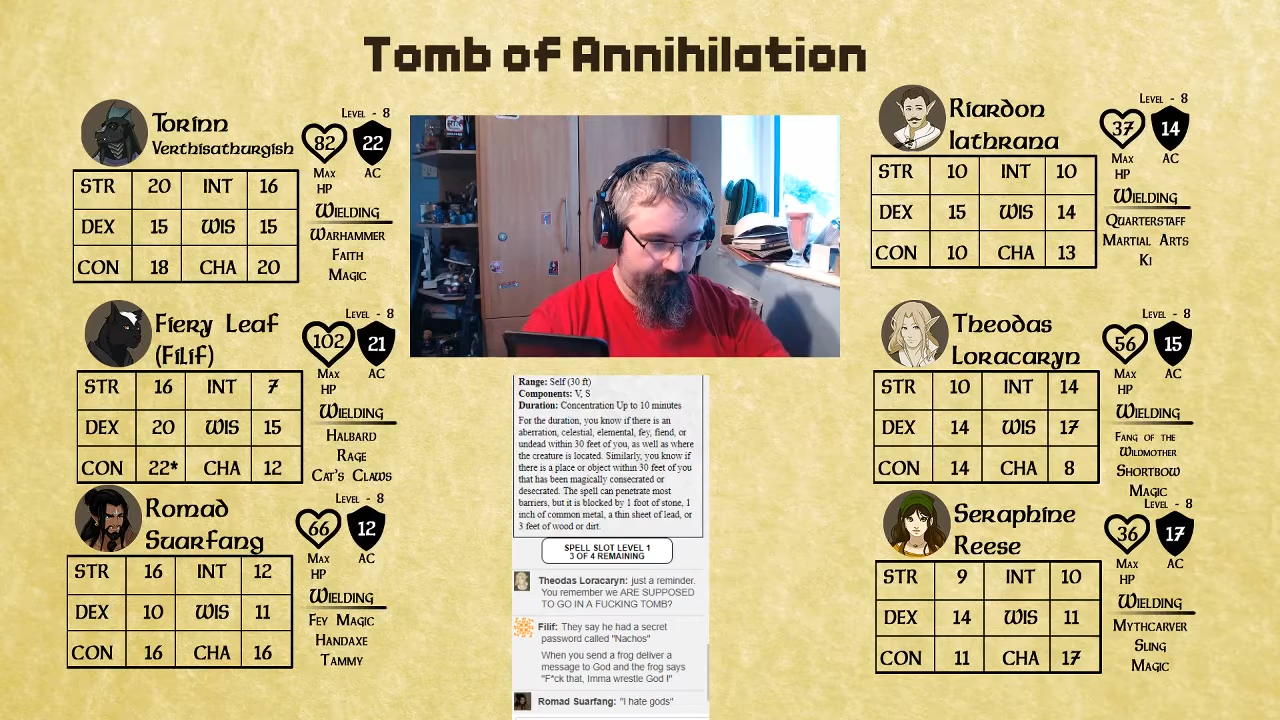 Tomb of Annihilation
Torinn
Verthisathurgish
Level - 8
82
22
Max HP
AC
STR 20 INT 16
DEX 15 WIS 15
CON 18 CHA 20
Wielding
Warhammer
Faith
Magic
Fiery Leaf
(Filif)
Level - 8
102
21
Max HP
AC
STR 16 INT 7
DEX 20 WIS 15
CON 22* CHA 12
Wielding
Halbard
Rage
Cat's Claws
Romad
Suarfang
Level - 8
66
12
Max HP
AC
STR 16 INT 12
DEX 10 WIS 11
CON 16 CHA 16
Wielding
Fey Magic
Handaxe
Tammy
Range: Self (30 ft)
Components: V, S
Duration: Concentration Up to 10 minutes
For the duration, you know if there is an
aberration, celestial, elemental, fey, fiend, or
undead within 30 feet of you, as well as where
the creature is located. Similarly, you know if
there is a place or object within 30 feet of you
that has been magically consecrated or
desecrated. The spell can penetrate most
barriers, but it is blocked by 1 foot of stone, 1
inch of common metal, a thin sheet of lead, or
3 feet of wood or dirt.
SPELL SLOT LEVEL 1
3 OF 4 REMAINING
Theodas Loracaryn: just a reminder.
You remember we ARE SUPPOSED
TO GO IN A FUCKING TOMB?
Filif: They say he had a secret
password called "Nachos"
When you send a frog deliver a
message to God and the frog says
"F*ck that, Imma wrestle God !"
Romad Suarfang: "I hate gods"
Riardon
Iathrana
Level - 8
37
14
Max HP
AC
STR 10 INT 10
DEX 15 WIS 14
CON 10 CHA 13
Wielding
Quarterstaff
Martial Arts
Ki
Theodas
Loracaryn
Level - 8
56
15
Max HP
AC
STR 10 INT 14
DEX 14 WIS 17
CON 14 CHA 8
Wielding
Fang of the
Wildmother
Shortbow
Magic
Seraphine
Reese
Level - 8
36
17
Max HP
AC
STR 9 INT 10
DEX 14 WIS 11
CON 11 CHA 17
Wielding
Mythcarver
Sling
Magic